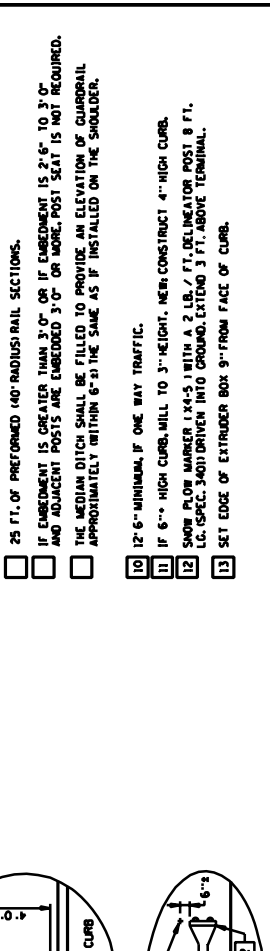 25 FT. OF PREFORMED (40' RADIUS) RAIL SECTIONS.
IF EMBEDMENT IS GREATER THAN 3'0" OR IF EMBEDMENT IS 2'6" TO 3'0"
AND ADJACENT POSTS ARE EMBEDDED 3'0" OR MORE, POST SEAT IS NOT REQUIRED.
THE MEDIAN DITCH SHALL BE FILLED TO PROVIDE AN ELEVATION OF GUARDRAIL
APPROXIMATELY (WITHIN 6"±) THE SAME AS IF INSTALLED ON THE SHOULDER.
10 12'6" MINIMUM, IF ONE WAY TRAFFIC.
11 IF 6"+ HIGH CURB, MILL TO 3" HEIGHT. NEW: CONSTRUCT 4" HIGH CURB.
12 SNOW PLOW MARKER (X4-5) WITH A 2 LB. / FT. DELINEATOR POST 8 FT.
LG. (SPEC. 3401) DRIVEN INTO GROUND. EXTEND 3 FT. ABOVE TERMINAL.
13 SET EDGE OF EXTRUDER BOX 9" FROM FACE OF CURB.
CURB
6"±